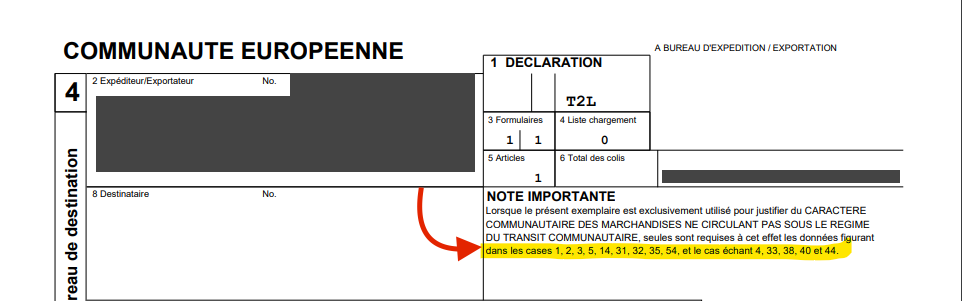 COMMUNAUTE EUROPEENNE
A BUREAU D'EXPEDITION / EXPORTATION
1 DECLARATION
T2L
4
2 Expéditeur/Exportateur No.
3 Formulaires
1 1
4 Liste chargement
0
5 Articles
1
6 Total des colis
8 Destinataire No.
NOTE IMPORTANTE
Lorsque le présent exemplaire est exclusivement utilisé pour justifier du CARACTERE
COMMUNAUTAIRE DES MARCHANDISES NE CIRCULANT PAS SOUS LE REGIME
DU TRANSIT COMMUNAUTAIRE, seules sont requises à cet effet les données figurant
dans les cases 1, 2, 3, 5, 14, 31, 32, 35, 54, et le cas échant 4, 33, 38, 40 et 44.
reau de destination